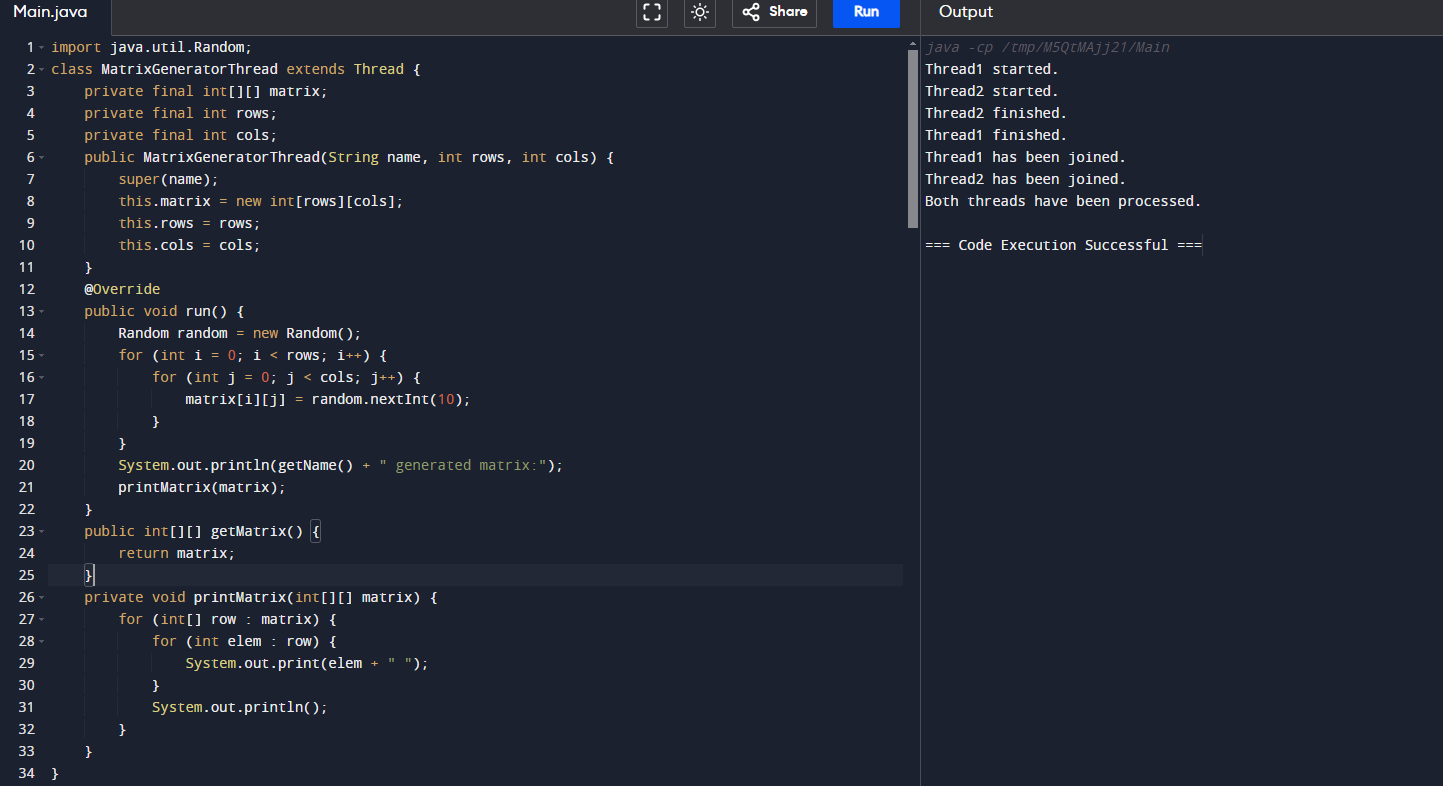 Main.java
Share
Run
Output
1 import java.util.Random;
2 class MatrixGeneratorThread extends Thread {
3     private final int[][] matrix;
4     private final int rows;
5     private final int cols;
6     public MatrixGeneratorThread(String name, int rows, int cols) {
7         super(name);
8         this.matrix = new int[rows][cols];
9         this.rows = rows;
10         this.cols = cols;
11     }
12     @Override
13     public void run() {
14         Random random = new Random();
15         for (int i = 0; i < rows; i++) {
16             for (int j = 0; j < cols; j++) {
17                 matrix[i][j] = random.nextInt(10);
18             }
19         }
20         System.out.println(getName() + " generated matrix:");
21         printMatrix(matrix);
22     }
23     public int[][] getMatrix() {
24         return matrix;
25     }
26     private void printMatrix(int[][] matrix) {
27         for (int[] row : matrix) {
28             for (int elem : row) {
29                 System.out.print(elem + " ");
30             }
31             System.out.println();
32         }
33     }
34 }
java -cp /tmp/M5QtMAjj21/Main
Thread1 started.
Thread2 started.
Thread2 finished.
Thread1 finished.
Thread1 has been joined.
Thread2 has been joined.
Both threads have been processed.
=== Code Execution Successful ===